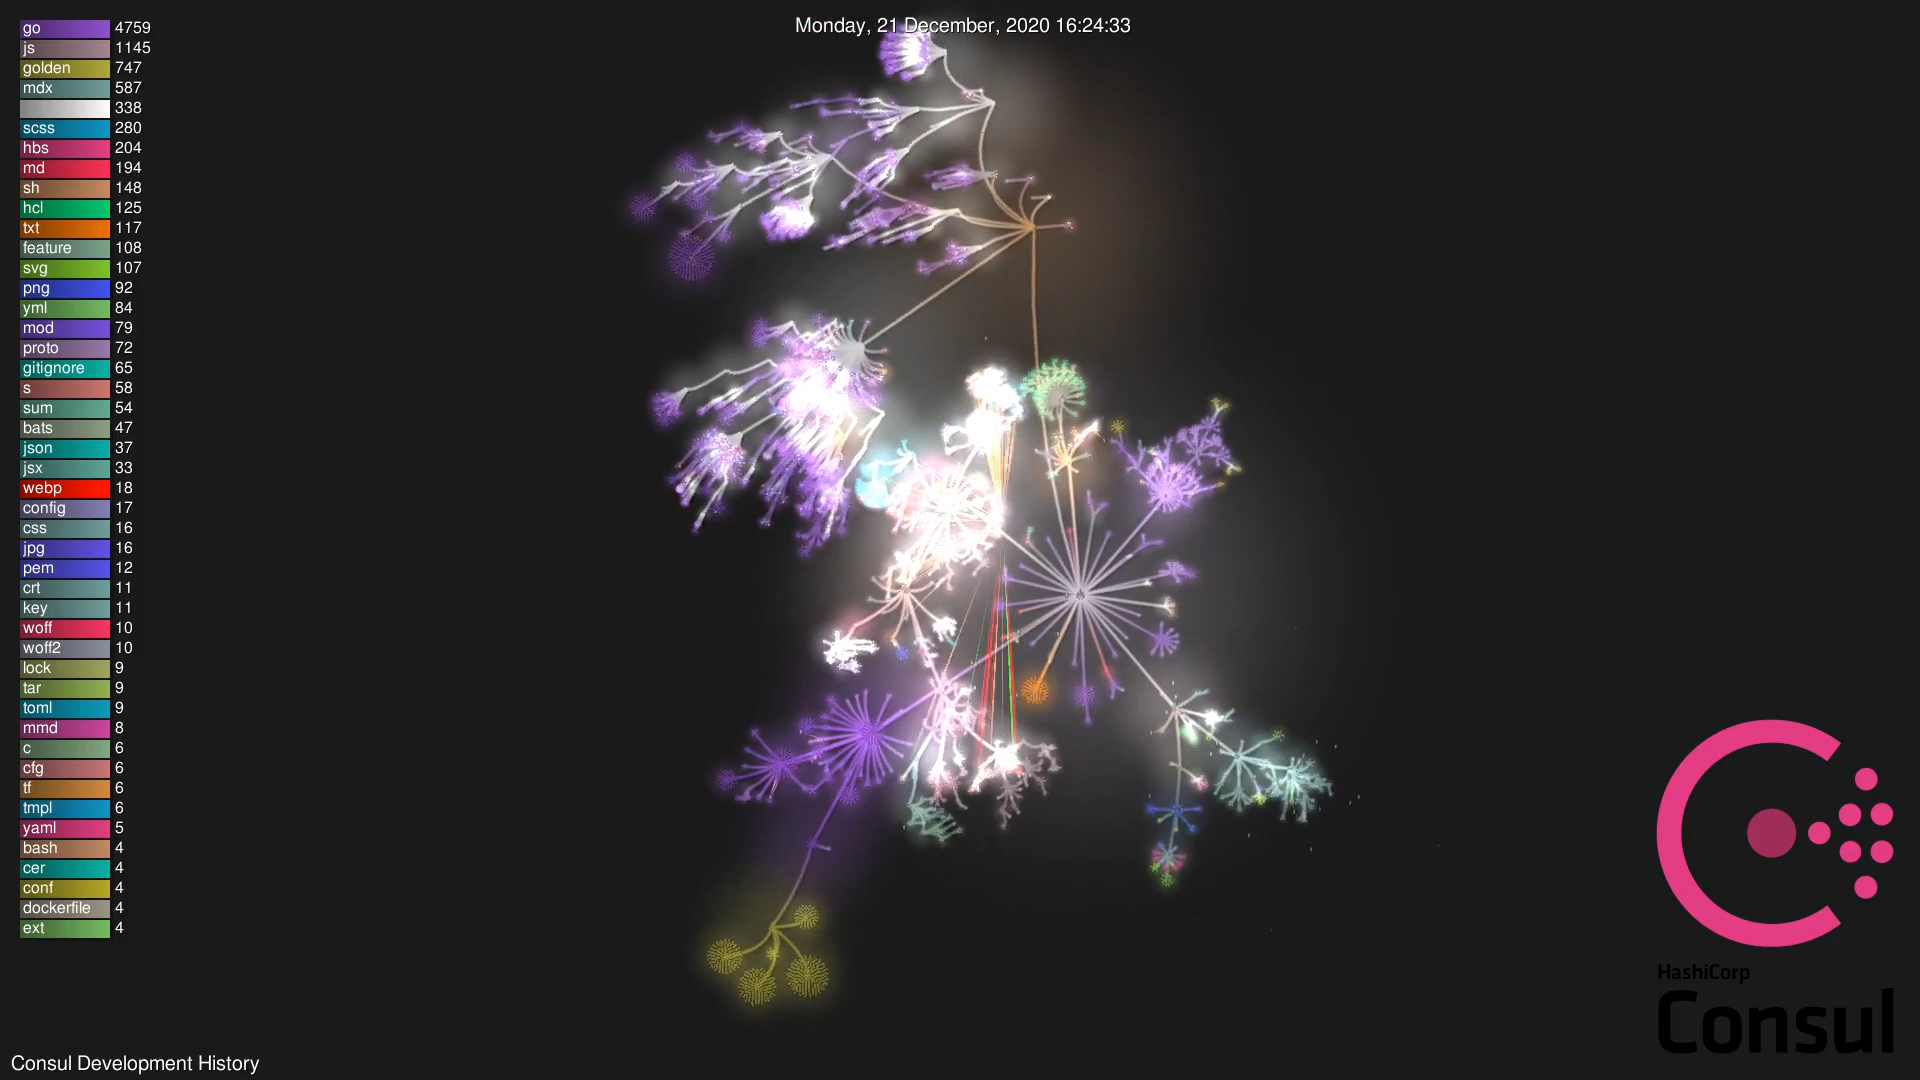 Monday, 21 December, 2020 16:24:33
go 4759
js 1145
golden 747
mdx 587
338
scss 280
hbs 204
md 194
sh 148
hcl 125
txt 117
feature 108
svg 107
png 92
yml 84
mod 79
proto 72
gitignore 65
s 58
sum 54
bats 47
json 37
jsx 33
webp 18
config 17
css 16
jpg 16
pem 12
crt 11
key 11
woff 10
woff2 10
lock 9
tar 9
toml 9
mmd 8
c 6
cfg 6
tf 6
tmpl 6
yaml 5
bash 4
cer 4
conf 4
dockerfile 4
ext 4
HashiCorp
Consul
Consul Development History